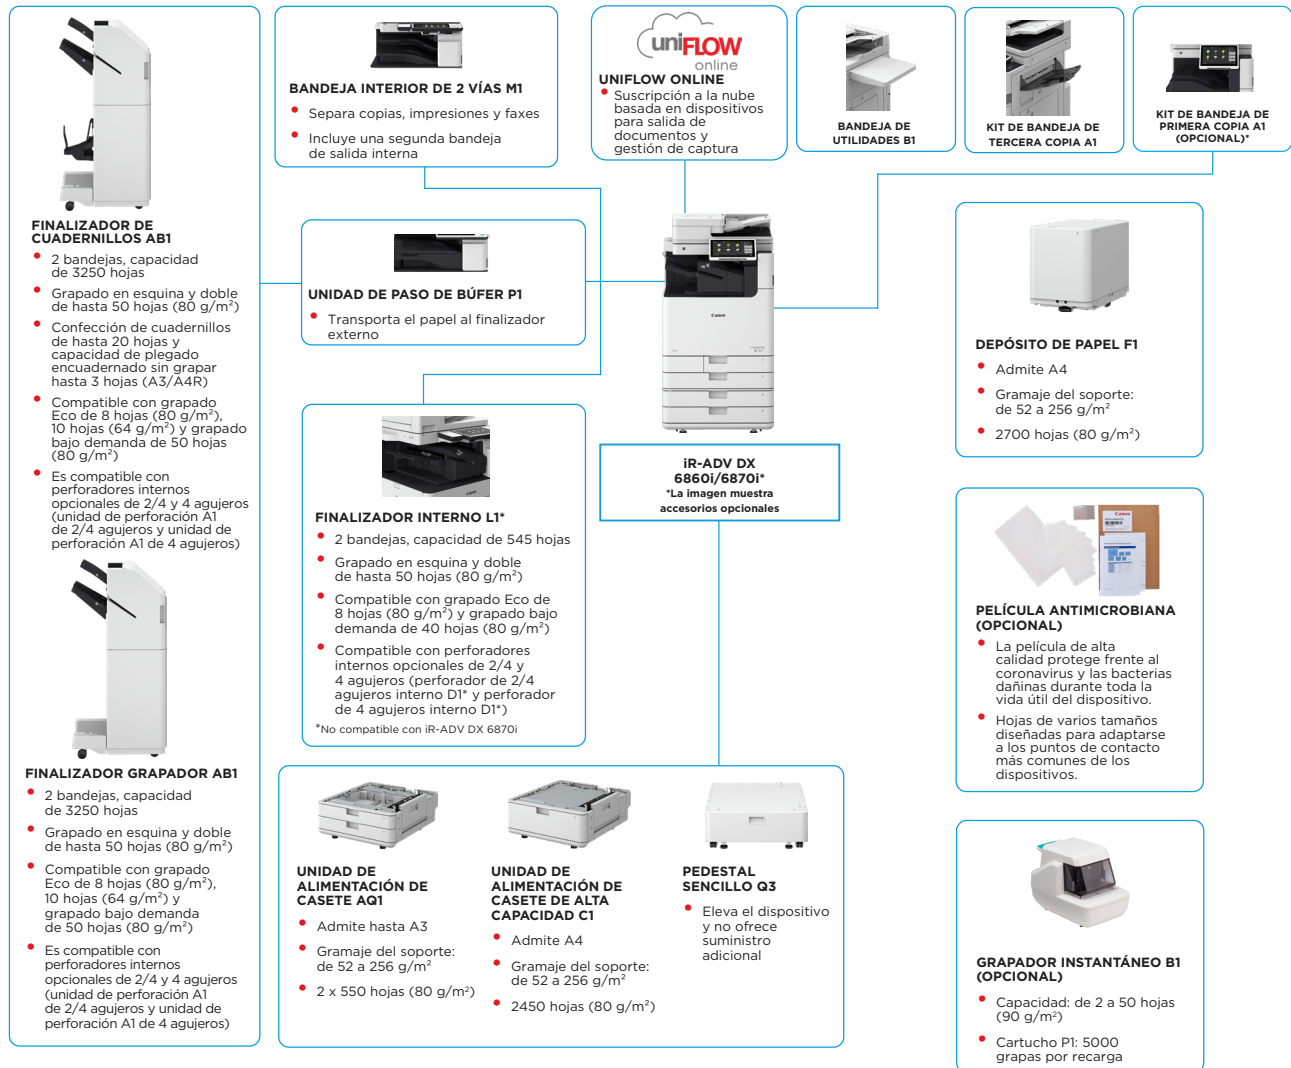 FINALIZADOR DE
CUADERNILLOS AB1
• 2 bandejas, capacidad
de 3250 hojas
• Grapado en esquina y doble
de hasta 50 hojas (80 g/m²)
• Confección de cuadernillos
de hasta 20 hojas y
capacidad de plegado
encuadernado sin grapar
hasta 3 hojas (A3/A4R)
• Compatible con grapado
Eco de 8 hojas (80 g/m²),
10 hojas (64 g/m²) y grapado
bajo demanda de 50 hojas
(80 g/m²)
• Es compatible con
perforadores internos
opcionales de 2/4 y 4 agujeros
(unidad de perforación A1
de 2/4 agujeros y unidad de
perforación A1 de 4 agujeros)
FINALIZADOR GRAPADOR AB1
• 2 bandejas, capacidad
de 3250 hojas
• Grapado en esquina y doble
de hasta 50 hojas (80 g/m²)
• Compatible con grapado
Eco de 8 hojas (80 g/m²),
10 hojas (64 g/m²) y
grapado bajo demanda
de 50 hojas (80 g/m²)
• Es compatible con
perforadores internos
opcionales de 2/4 y 4 agujeros
(unidad de perforación A1
de 2/4 agujeros y unidad de
perforación A1 de 4 agujeros)
BANDEJA INTERIOR DE 2 VÍAS M1
• Separa copias, impresiones y faxes
• Incluye una segunda bandeja
de salida interna
UNIDAD DE PASO DE BÚFER P1
• Transporta el papel al finalizador
externo
FINALIZADOR INTERNO L1*
• 2 bandejas, capacidad de 545 hojas
• Grapado en esquina y doble
de hasta 50 hojas (80 g/m²)
• Compatible con grapado Eco de
8 hojas (80 g/m²) y grapado bajo
demanda de 40 hojas (80 g/m²)
• Compatible con perforadores
internos opcionales de 2/4 y
4 agujeros (perforador de 2/4
agujeros interno D1* y perforador
de 4 agujeros interno D1*)
*No compatible con iR-ADV DX 6870i
uniFLOW
online
UNIFLOW ONLINE
• Suscripción a la nube
basada en dispositivos
para salida de
documentos y
gestión de captura
BANDEJA DE
UTILIDADES B1
KIT DE BANDEJA DE
TERCERA COPIA A1
KIT DE BANDEJA DE
PRIMERA COPIA A1
(OPCIONAL)*
Canon
iR-ADV DX
6860i/6870i*
*La imagen muestra
accesorios opcionales
UNIDAD DE
ALIMENTACIÓN DE
CASETE AQ1
• Admite hasta A3
• Gramaje del soporte:
de 52 a 256 g/m²
• 2 x 550 hojas (80 g/m²)
UNIDAD DE
ALIMENTACIÓN DE
CASETE DE ALTA
CAPACIDAD C1
• Admite A4
• Gramaje del soporte:
de 52 a 256 g/m²
• 2450 hojas (80 g/m²)
PEDESTAL
SENCILLO Q3
• Eleva el dispositivo
y no ofrece
suministro
adicional
DEPÓSITO DE PAPEL F1
• Admite A4
• Gramaje del soporte:
de 52 a 256 g/m²
• 2700 hojas (80 g/m²)
Canon
PELÍCULA ANTIMICROBIANA
(OPCIONAL)
• La película de alta
calidad protege frente al
coronavirus y las bacterias
dañinas durante toda la
vida útil del dispositivo.
• Hojas de varios tamaños
diseñadas para adaptarse
a los puntos de contacto
más comunes de los
dispositivos.
GRAPADOR INSTANTÁNEO B1
(OPCIONAL)
• Capacidad: de 2 a 50 hojas
(90 g/m²)
• Cartucho P1: 5000
grapas por recarga